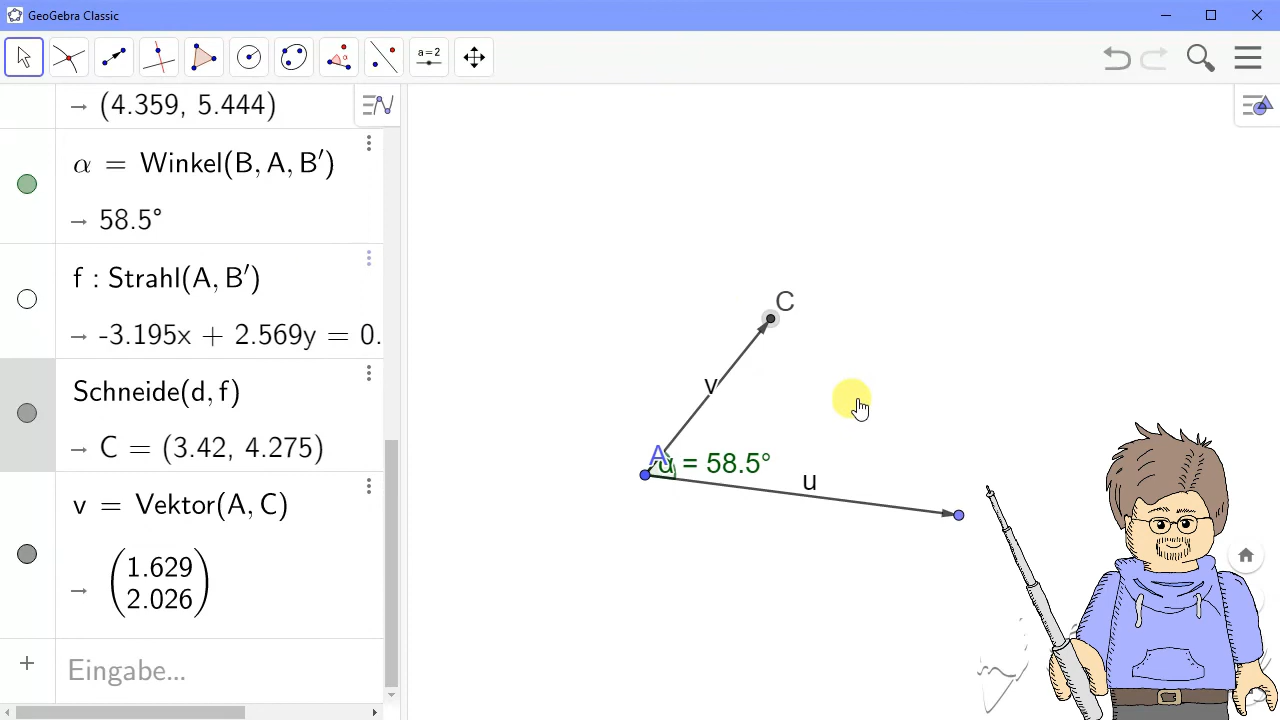 GeoGebra Classic
a = 2
→ (4.359, 5.444)
α = Winkel(B, A, B′)
→ 58.5°
f : Strahl(A, B′)
→ -3.195x + 2.569y = 0.
Schneide(d, f)
→ C = (3.42, 4.275)
v = Vektor(A, C)
→ (1.629
2.026)
Eingabe...
C
v
A
α = 58.5°
u